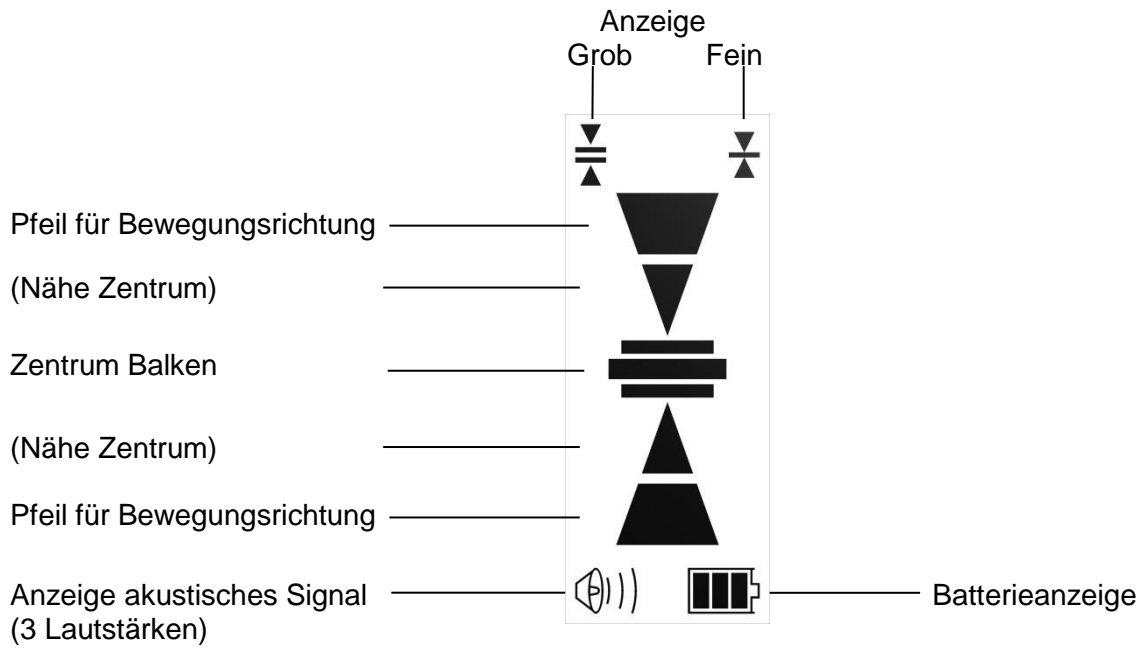 Anzeige
Grob Fein
Pfeil für Bewegungsrichtung
(Nähe Zentrum)
Zentrum Balken
(Nähe Zentrum)
Pfeil für Bewegungsrichtung
Anzeige akustisches Signal
(3 Lautstärken)
Batterieanzeige